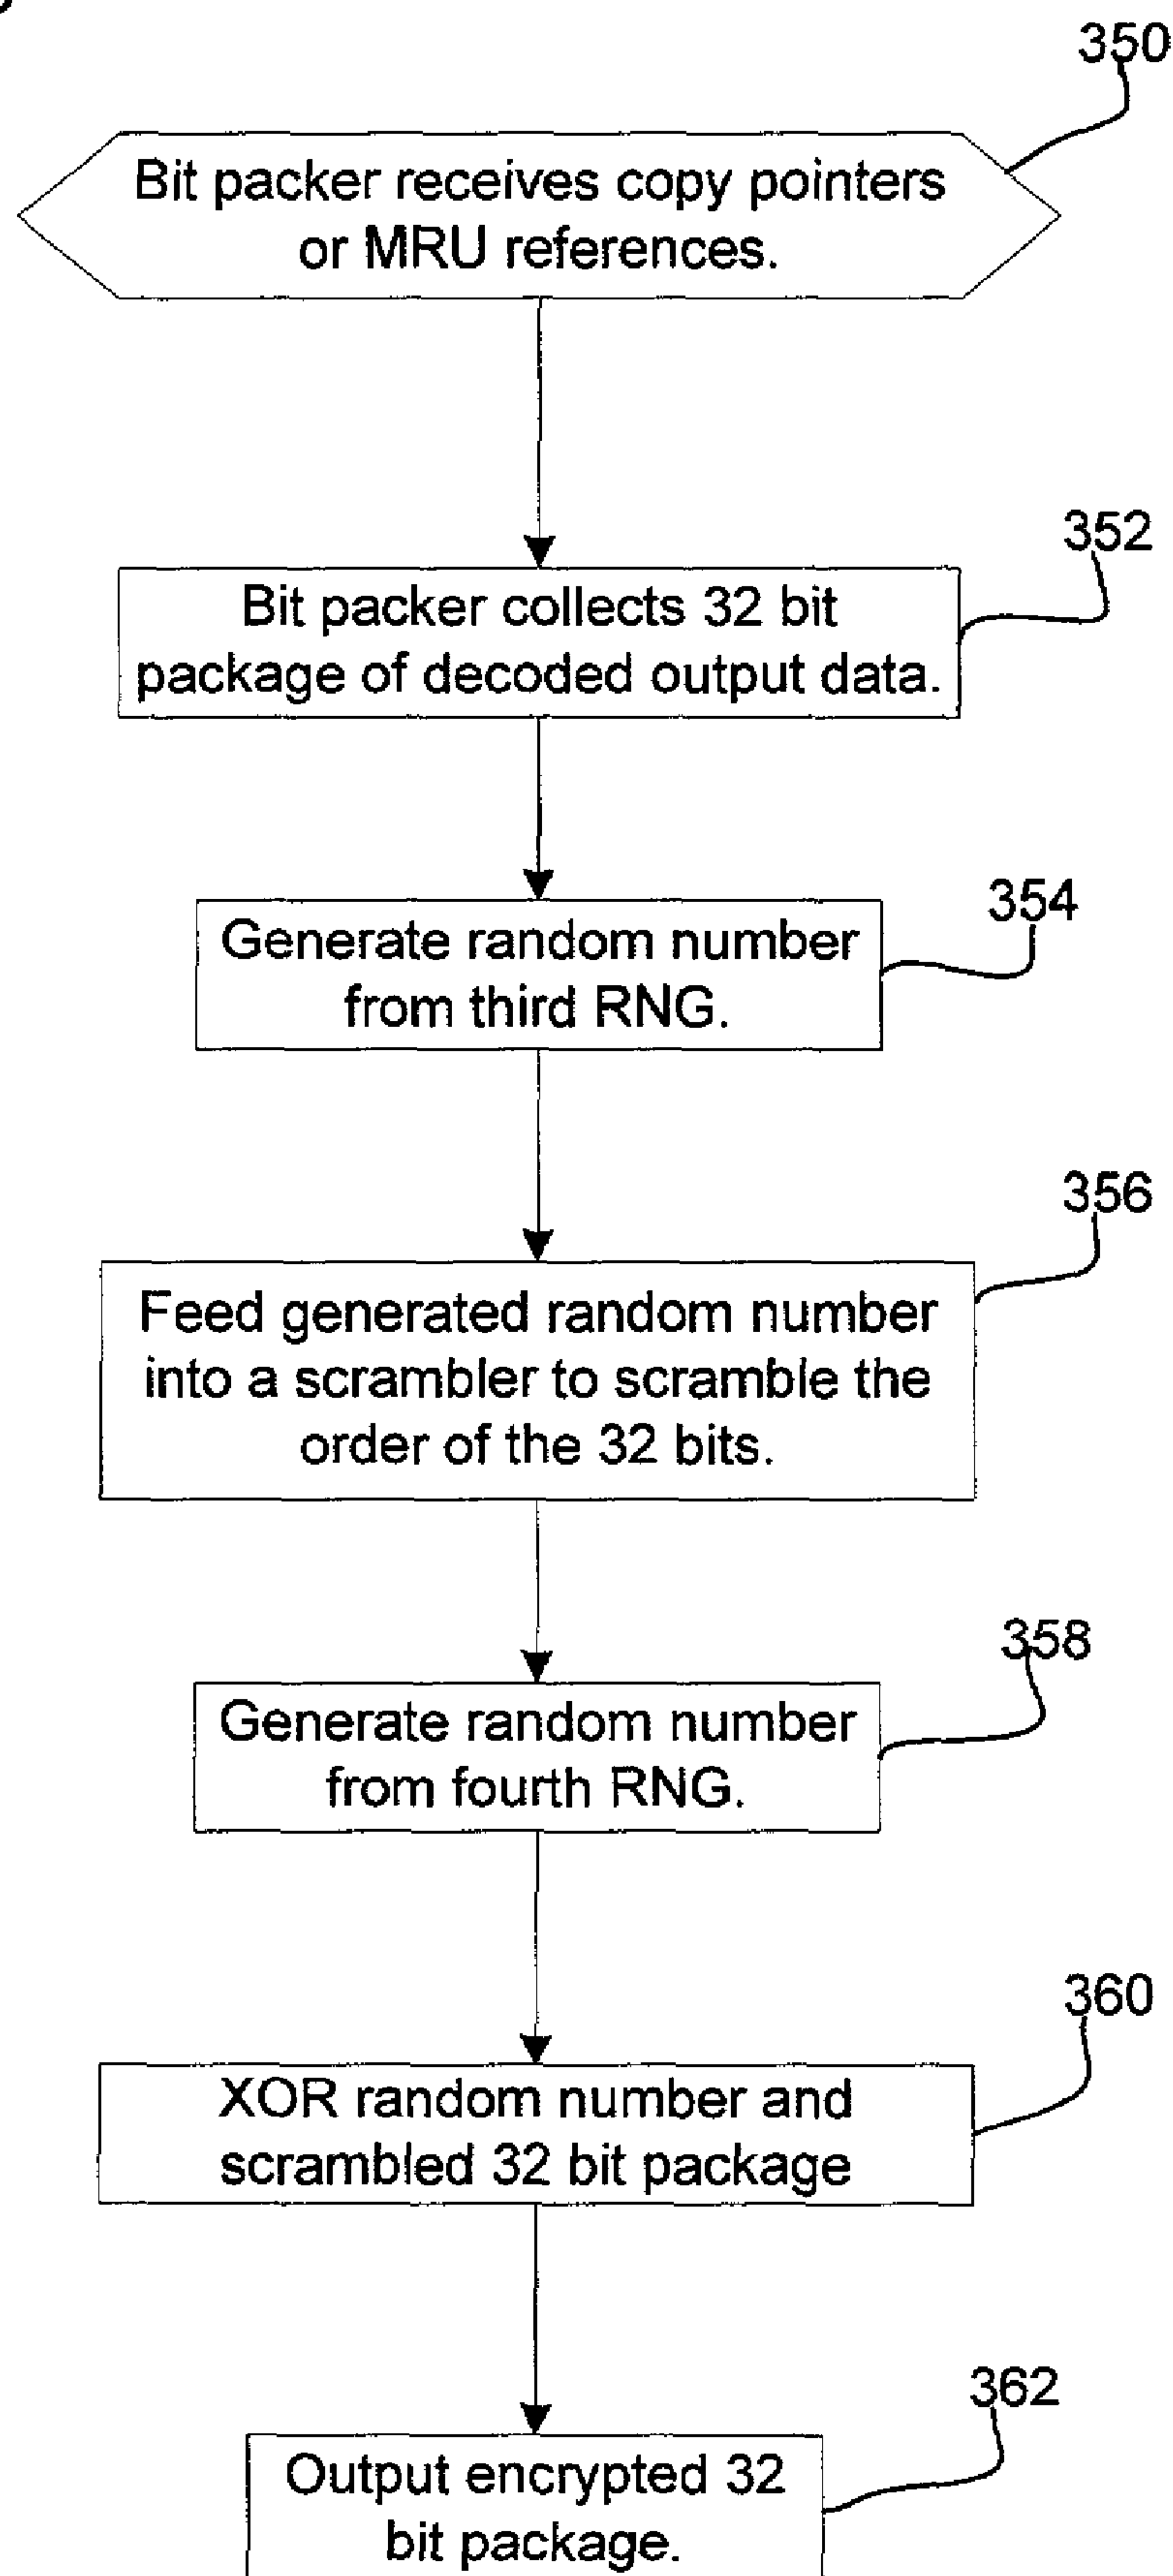 350
Bit packer receives copy pointers
or MRU references.
352
Bit packer collects 32 bit
package of decoded output data.
354
Generate random number
from third RNG.
356
Feed generated random number
into a scrambler to scramble the
order of the 32 bits.
358
Generate random number
from fourth RNG.
360
XOR random number and
scrambled 32 bit package
362
Output encrypted 32
bit package.